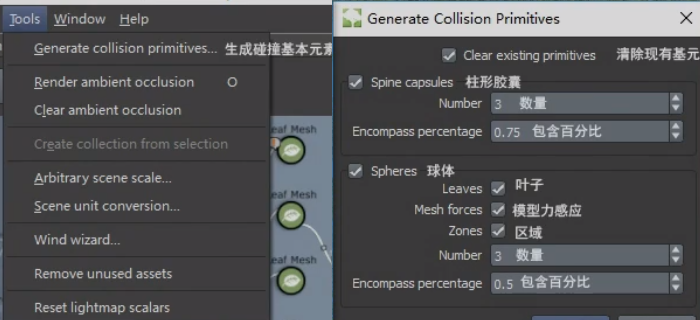 Tools Window Help
Generate collision primitives... 生成碰撞基本元素
Render ambient occlusion O
Clear ambient occlusion
Create collection from selection
Arbitrary scene scale...
Scene unit conversion...
Wind wizard...
Remove unused assets
Reset lightmap scalars
eaf Mesh
eaf Mesh
eaf Mesh
Generate Collision Primitives
Clear existing primitives 清除现有基元
Spine capsules 柱形胶囊
Number 3 数量
Encompass percentage 0.75 包含百分比
Spheres 球体
Leaves 叶子
Mesh forces 模型力感应
Zones 区域
Number 3 数量
Encompass percentage 0.5 包含百分比